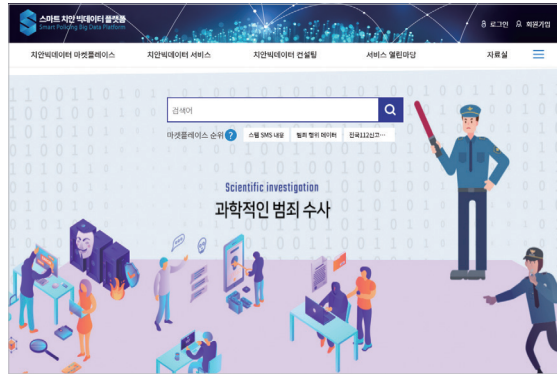 스마트 치안 빅데이터 플랫폼
Smart Policing Big Data Platform
로그인 회원가입
치안빅데이터 마켓플레이스 치안빅데이터 서비스 치안빅데이터 컨설팅 서비스 열린마당 자료실
검색어
마켓플레이스 순위 ? 스팸 SMS 내용 범죄 행위 데이터 전국112신고…
Scientific investigation
과학적인 범죄 수사